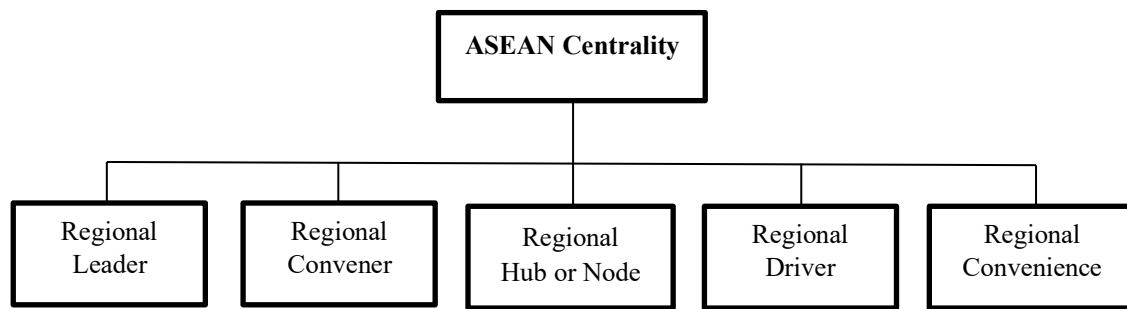 ASEAN Centrality
Regional
Leader
Regional
Convener
Regional
Hub or Node
Regional
Driver
Regional
Convenience